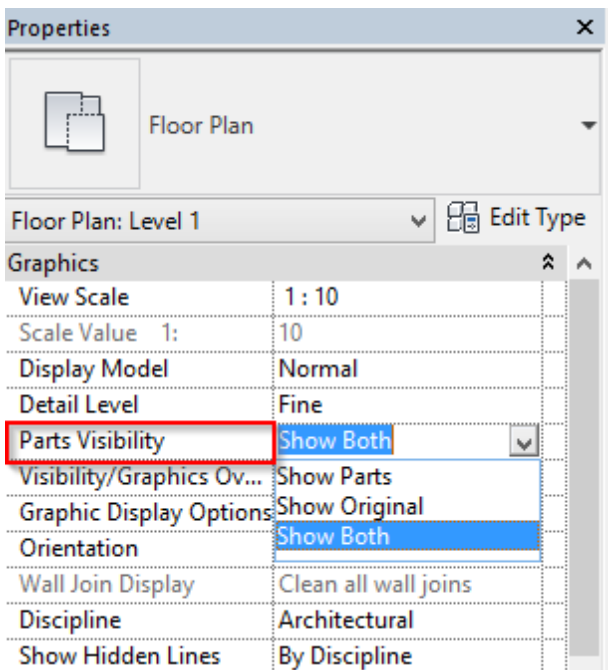 Properties
Floor Plan
Floor Plan: Level 1 Edit Type
Graphics
View Scale 1 : 10
Scale Value 1: 10
Display Model Normal
Detail Level Fine
Parts Visibility Show Both
Visibility/Graphics Ov... Show Parts
Graphic Display Options Show Original
Orientation Show Both
Wall Join Display Clean all wall joins
Discipline Architectural
Show Hidden Lines By Discipline